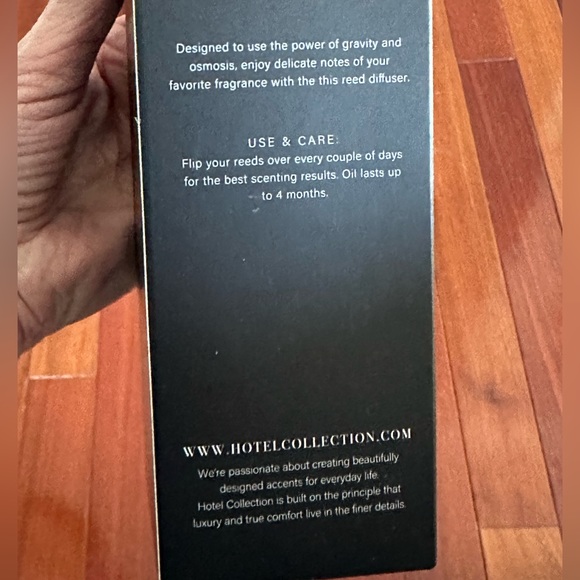 Designed to use the power of gravity and
osmosis, enjoy delicate notes of your
favorite fragrance with the this reed diffuser.
USE & CARE:
Flip your reeds over every couple of days
for the best scenting results. Oil lasts up
to 4 months.
WWW.HOTELCOLLECTION.COM
We're passionate about creating beautifully
designed accents for everyday life.
Hotel Collection is built on the principle that
luxury and true comfort live in the finer details.